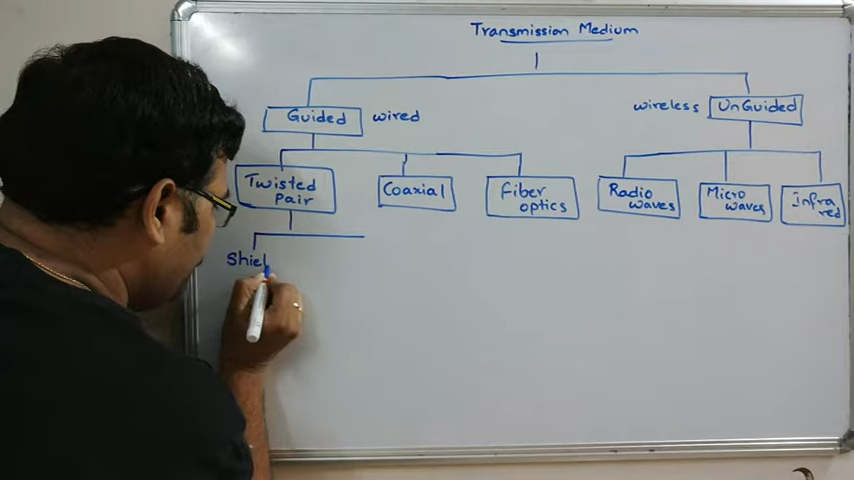 Transmission Medium
Guided wired
wireless UnGuided
Twisted
Pair
Coaxial
Fiber
optics
Radio
waves
Micro
waves
Infra
red
Shiel